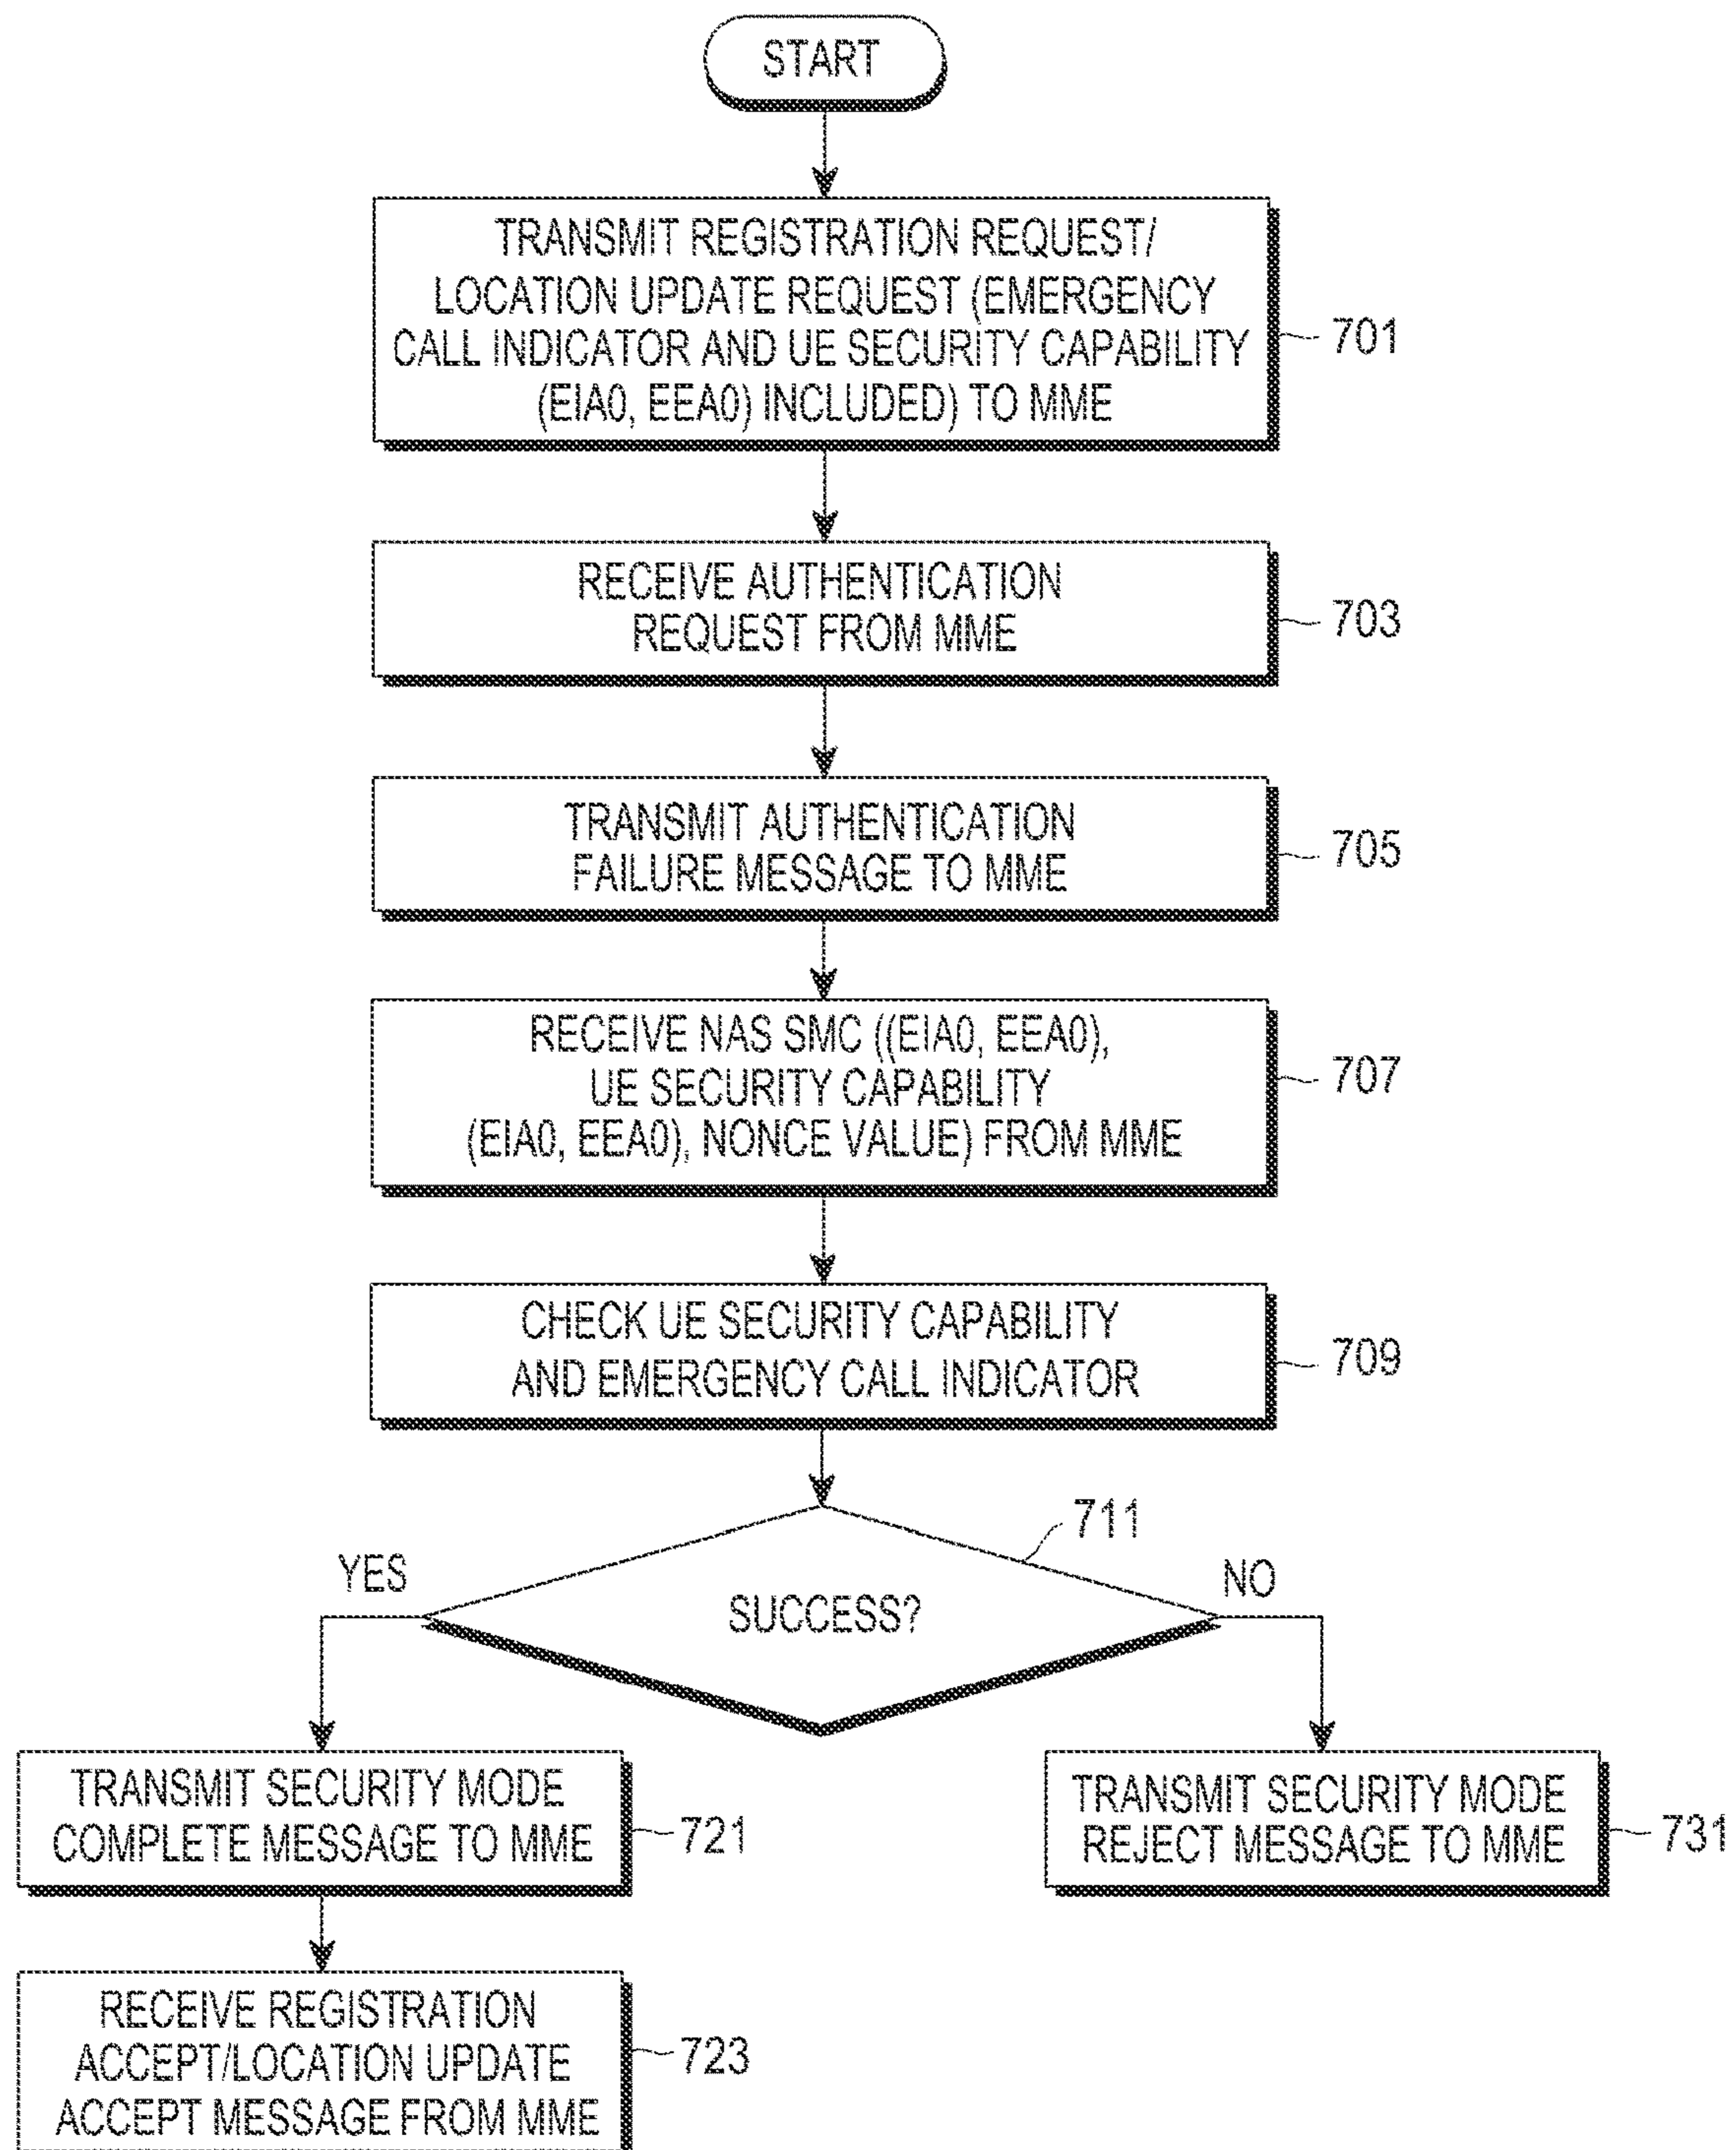 START
TRANSMIT REGISTRATION REQUEST/
LOCATION UPDATE REQUEST (EMERGENCY
CALL INDICATOR AND UE SECURITY CAPABILITY
(EIA0, EEA0) INCLUDED) TO MME
701
RECEIVE AUTHENTICATION
REQUEST FROM MME
703
TRANSMIT AUTHENTICATION
FAILURE MESSAGE TO MME
705
RECEIVE NAS SMC ((EIA0, EEA0),
UE SECURITY CAPABILITY
(EIA0, EEA0), NONCE VALUE) FROM MME
707
CHECK UE SECURITY CAPABILITY
AND EMERGENCY CALL INDICATOR
709
711
YES
SUCCESS?
NO
TRANSMIT SECURITY MODE
COMPLETE MESSAGE TO MME
721
TRANSMIT SECURITY MODE
REJECT MESSAGE TO MME
731
RECEIVE REGISTRATION
ACCEPT/LOCATION UPDATE
ACCEPT MESSAGE FROM MME
723